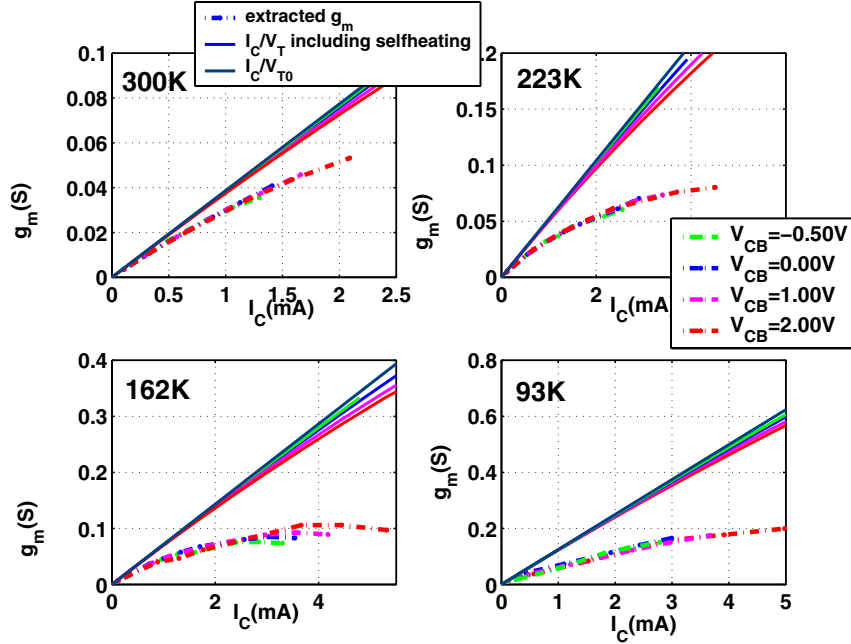 extracted g_m
I_C/V_T including selfheating
I_C/V_T0
300K
0.1
0.08
0.06
0.04
0.02
0
g_m(S)
0 0.5 1 1.5 2 2.5
I_C(mA)
223K
0.2
0.15
0.1
0.05
0
g_m(S)
0 2
I_C(mA)
V_CB=−0.50V
V_CB=0.00V
V_CB=1.00V
V_CB=2.00V
162K
0.4
0.3
0.2
0.1
0
g_m(S)
0 2 4
I_C(mA)
93K
0.8
0.6
0.4
0.2
0
g_m(S)
0 1 2 3 4 5
I_C(mA)